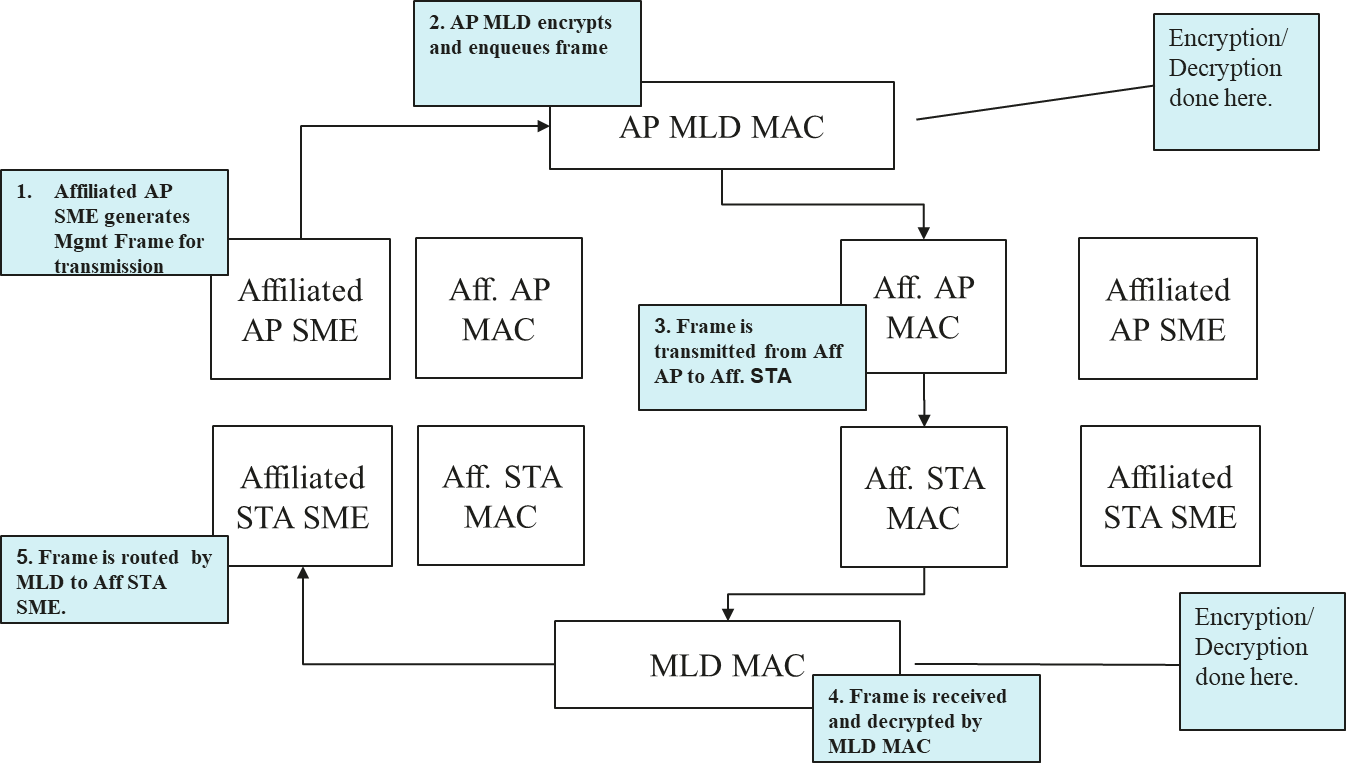 2. AP MLD encrypts
and enqueues frame
Encryption/
Decryption
done here.
AP MLD MAC
1. Affiliated AP
SME generates
Mgmt Frame for
transmission
Affiliated
AP SME
Aff. AP
MAC
Aff. AP
MAC
Affiliated
AP SME
3. Frame is
transmitted from Aff
AP to Aff. STA
Affiliated
STA SME
Aff. STA
MAC
Aff. STA
MAC
Affiliated
STA SME
5. Frame is routed by
MLD to Aff STA
SME.
MLD MAC
4. Frame is received
and decrypted by
MLD MAC
Encryption/
Decryption
done here.